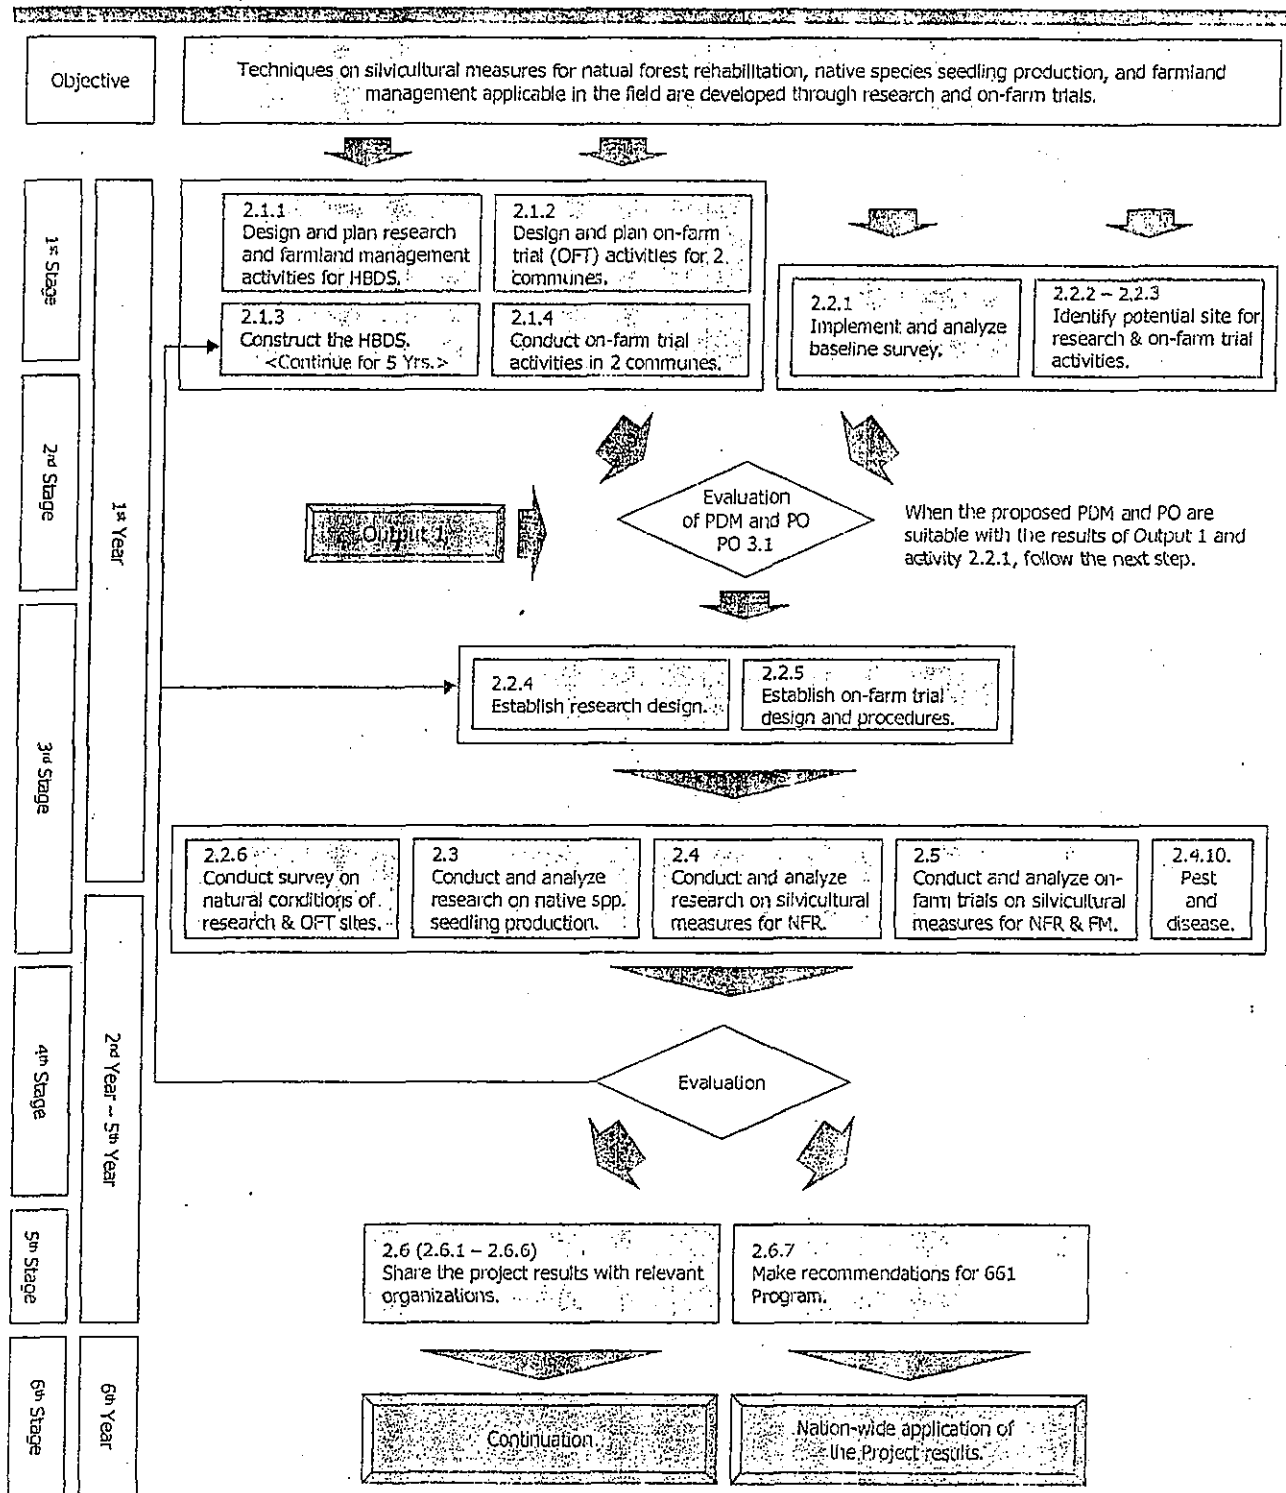 Objective
Techniques on silvicultural measures for natual forest rehabilitation, native species seedling production, and farmland
management applicable in the field are developed through research and on-farm trials.
1st Stage
2nd Stage
3rd Stage
4th Stage
5th Stage
6th Stage
1st Year
2nd Year ~ 5th Year
6th Year
2.1.1
Design and plan research
and farmland management
activities for HBDS.
2.1.2
Design and plan on-farm
trial (OFT) activities for 2
communes.
2.1.3
Construct the HBDS.
<Continue for 5 Yrs.>
2.1.4
Conduct on-farm trial
activities in 2 communes.
2.2.1
Implement and analyze
baseline survey.
2.2.2 – 2.2.3
Identify potential site for
research & on-farm trial
activities.
Output 1
Evaluation
of PDM and PO
PO 3.1
When the proposed PDM and PO are
suitable with the results of Output 1 and
activity 2.2.1, follow the next step.
2.2.4
Establish research design.
2.2.5
Establish on-farm trial
design and procedures.
2.2.6
Conduct survey on
natural conditions of
research & OFT sites.
2.3
Conduct and analyze
research on native spp.
seedling production.
2.4
Conduct and analyze
research on silvicultural
measures for NFR.
2.5
Conduct and analyze on-
farm trials on silvicultural
measures for NFR & FM.
2.4.10.
Pest
and
disease.
Evaluation
2.6 (2.6.1 – 2.6.6)
Share the project results with relevant
organizations.
2.6.7
Make recommendations for 661
Program.
Continuation
Nation-wide application of
the Project results.